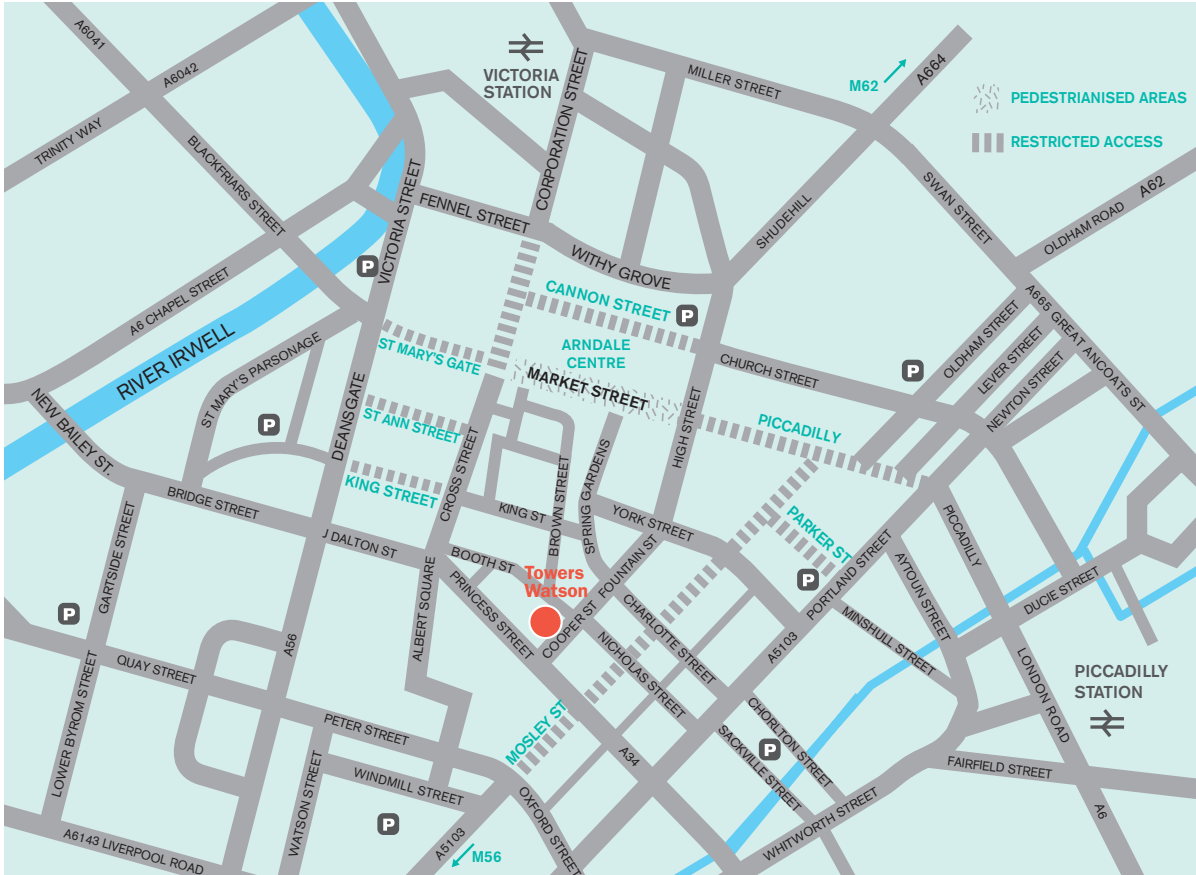 A6041
A6042
TRINITY WAY
BLACKFRIARS STREET
VICTORIA
STATION
CORPORATION STREET
MILLER STREET
M62
A664
PEDESTRIANISED AREAS
RESTRICTED ACCESS
SWAN STREET
OLDHAM ROAD
A62
SHUDEHILL
VICTORIA STREET
FENNEL STREET
WITHY GROVE
P
A6 CHAPEL STREET
RIVER IRWELL
CANNON STREET
P
ARNDALE
CENTRE
A665 GREAT ANCOATS ST
OLDHAM STREET
LEVER STREET
NEWTON STREET
ST MARY'S GATE
ST MARY'S PARSONAGE
MARKET STREET
CHURCH STREET
P
NEW BAILEY ST.
P
DEANSGATE
ST ANN STREET
HIGH STREET
PICCADILLY
KING STREET
CROSS STREET
BRIDGE STREET
KING ST
BROWN STREET
SPRING GARDENS
YORK STREET
PARKER ST
PICCADILLY
J DALTON ST
BOOTH ST
FOUNTAIN ST
PORTLAND STREET
AYTOUN STREET
DUCIE STREET
GARTSIDE STREET
P
Towers
Watson
P
ALBERT SQUARE
PRINCESS STREET
COOPER ST
CHARLOTTE STREET
NICHOLAS STREET
MINSHULL STREET
A56
A5103
QUAY STREET
LONDON ROAD
PICCADILLY
STATION
LOWER BYROM STREET
PETER STREET
MOSLEY ST
CHORLTON STREET
SACKVILLE STREET
P
A34
WINDMILL STREET
FAIRFIELD STREET
WATSON STREET
P
OXFORD STREET
WHITWORTH STREET
A6
A6143 LIVERPOOL ROAD
A5103
M56